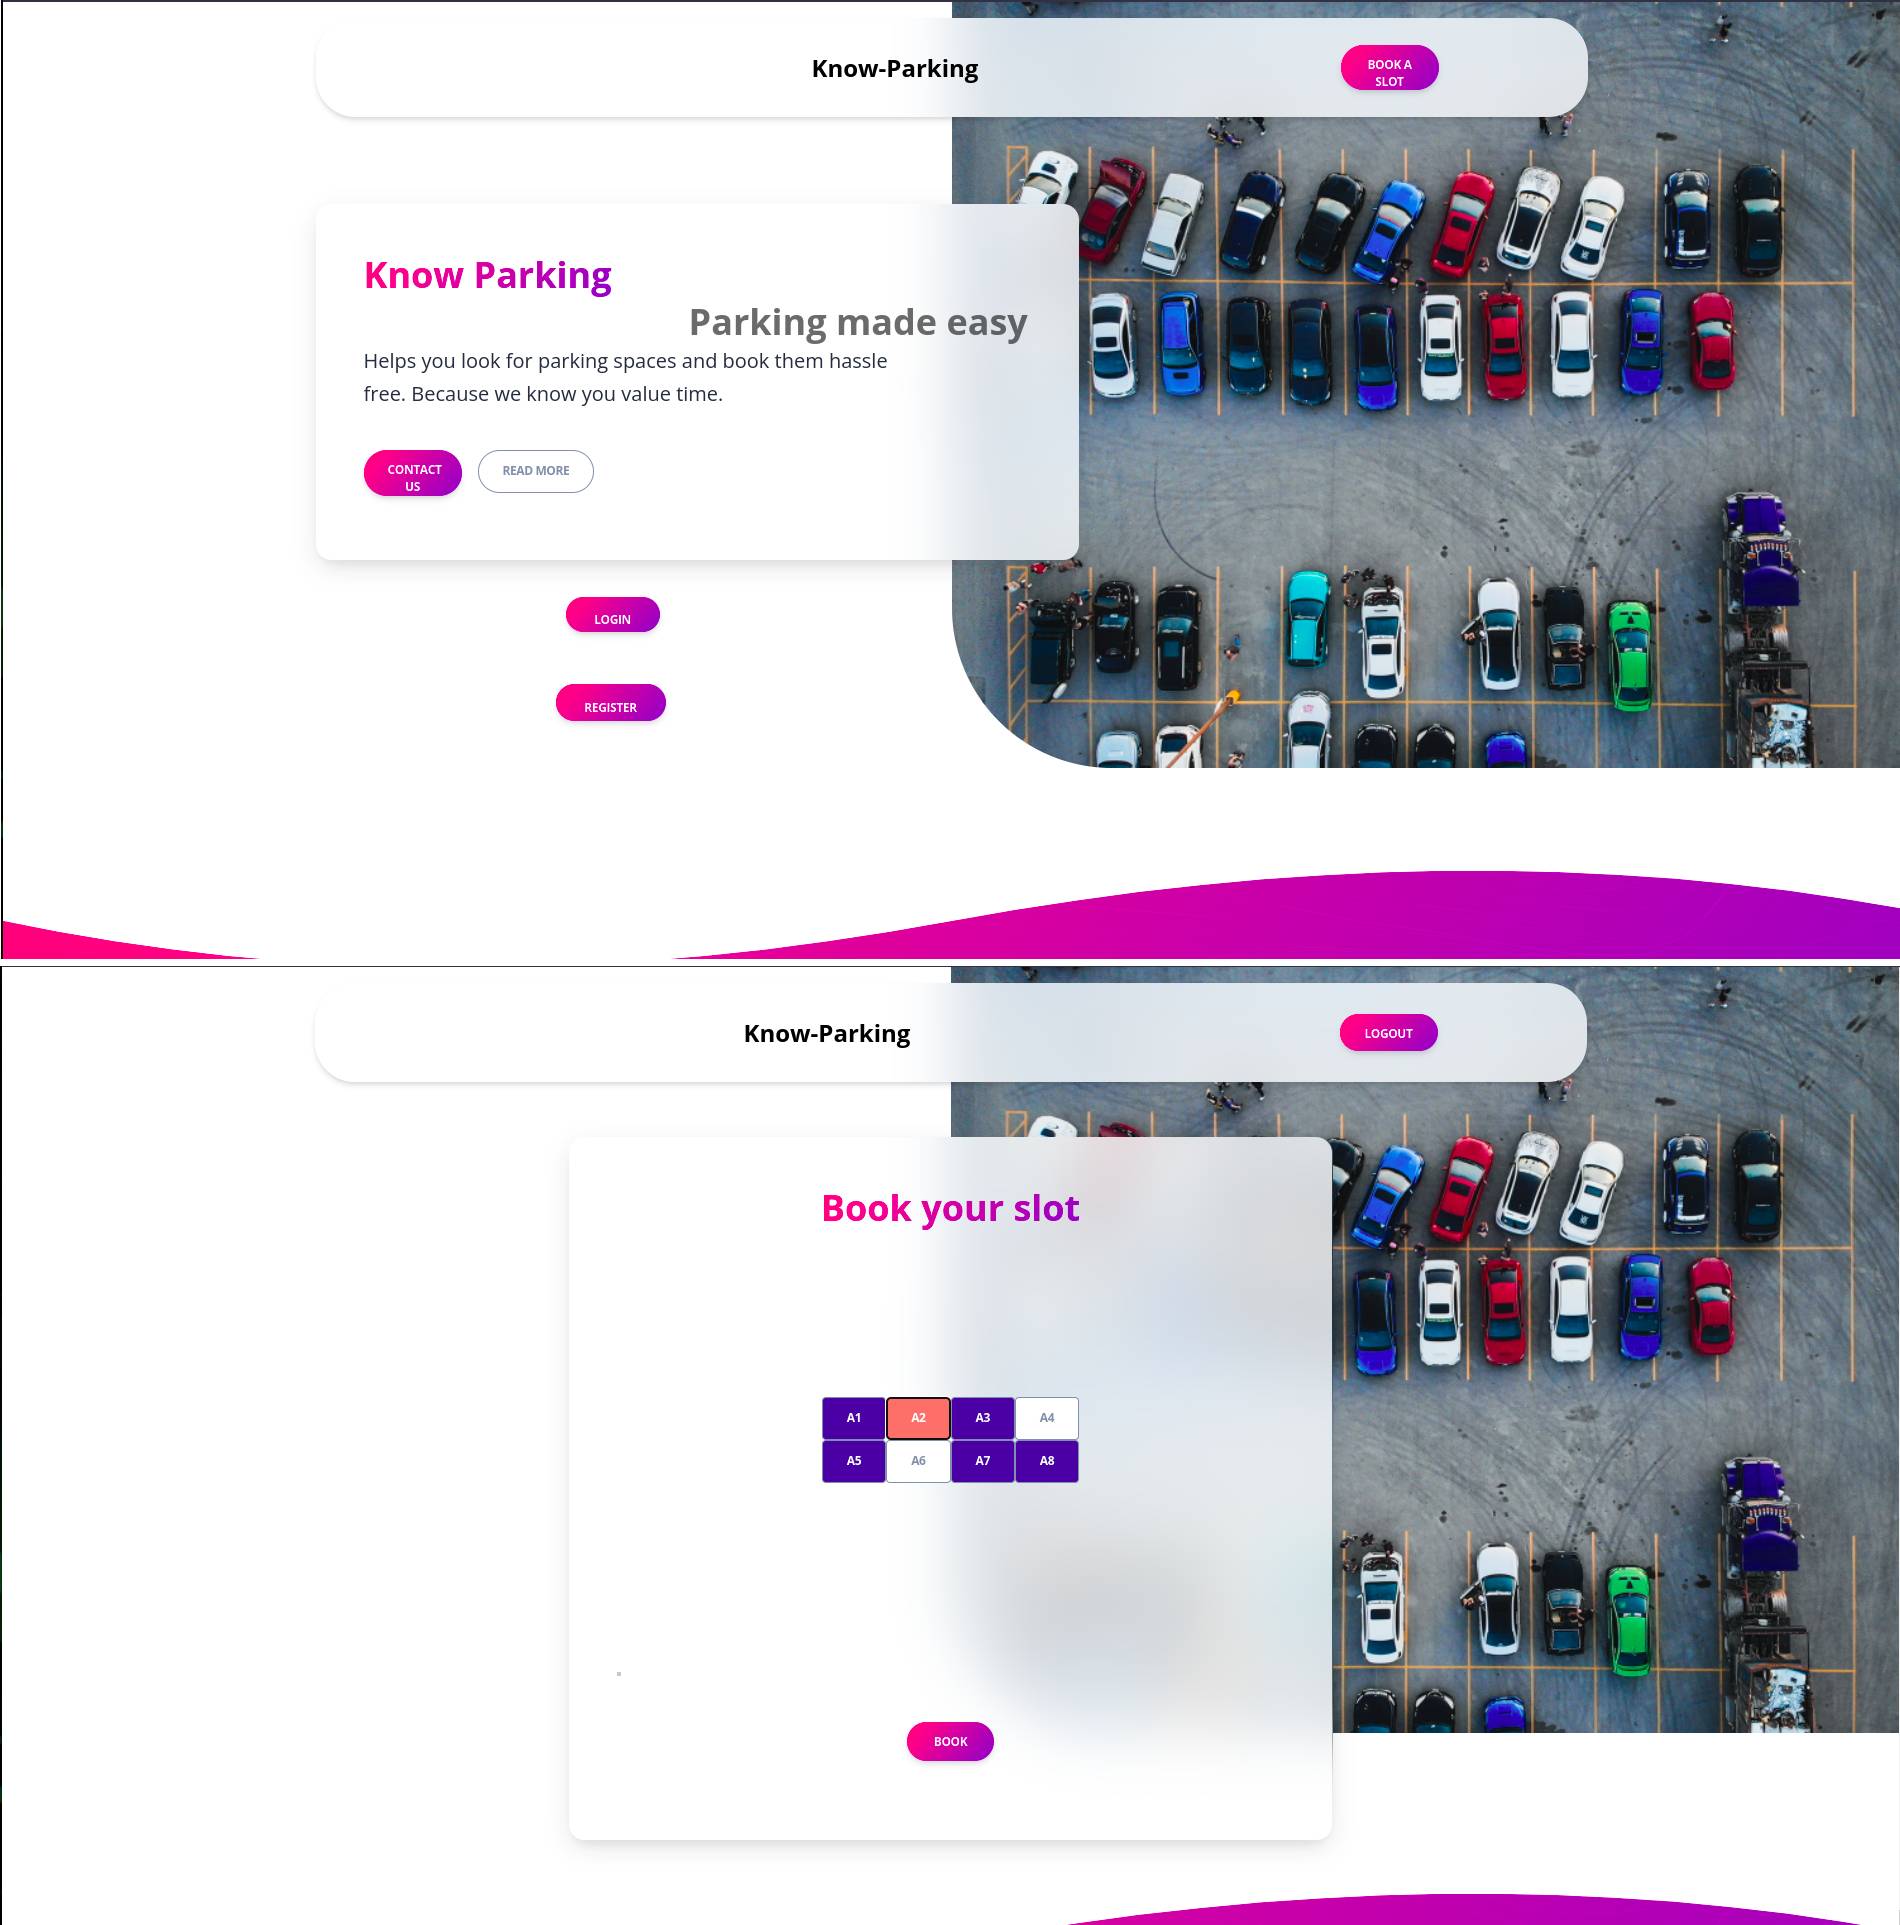 Know-Parking
BOOK A
SLOT
Know Parking
Parking made easy
Helps you look for parking spaces and book them hassle
free. Because we know you value time.
CONTACT
US
READ MORE
LOGIN
REGISTER
Know-Parking
LOGOUT
Book your slot
A1 A2 A3 A4
A5 A6 A7 A8
BOOK